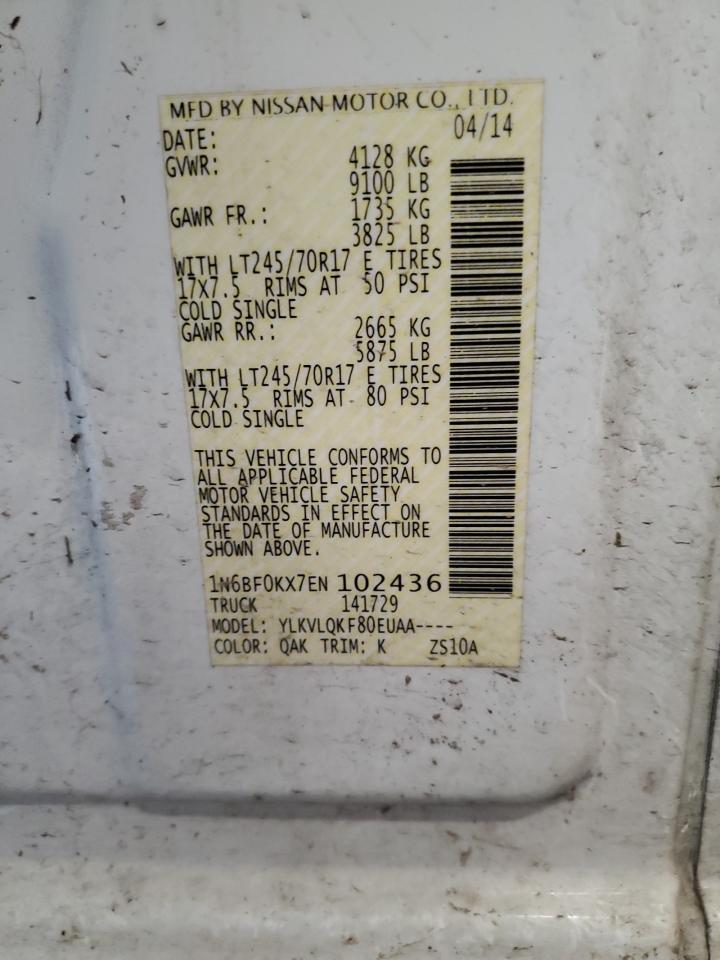 MFD BY NISSAN MOTOR CO., LTD.
DATE: 04/14
GVWR: 4128 KG
9100 LB
GAWR FR.: 1735 KG
3825 LB
WITH LT245/70R17 E TIRES
17X7.5 RIMS AT 50 PSI
COLD SINGLE
GAWR RR.: 2665 KG
5875 LB
WITH LT245/70R17 E TIRES
17X7.5 RIMS AT 80 PSI
COLD SINGLE
THIS VEHICLE CONFORMS TO
ALL APPLICABLE FEDERAL
MOTOR VEHICLE SAFETY
STANDARDS IN EFFECT ON
THE DATE OF MANUFACTURE
SHOWN ABOVE.
1N6BF0KX7EN 102436
TRUCK 141729
MODEL: YLKVLQKF80EUAA----
COLOR: QAK TRIM: K ZS10A